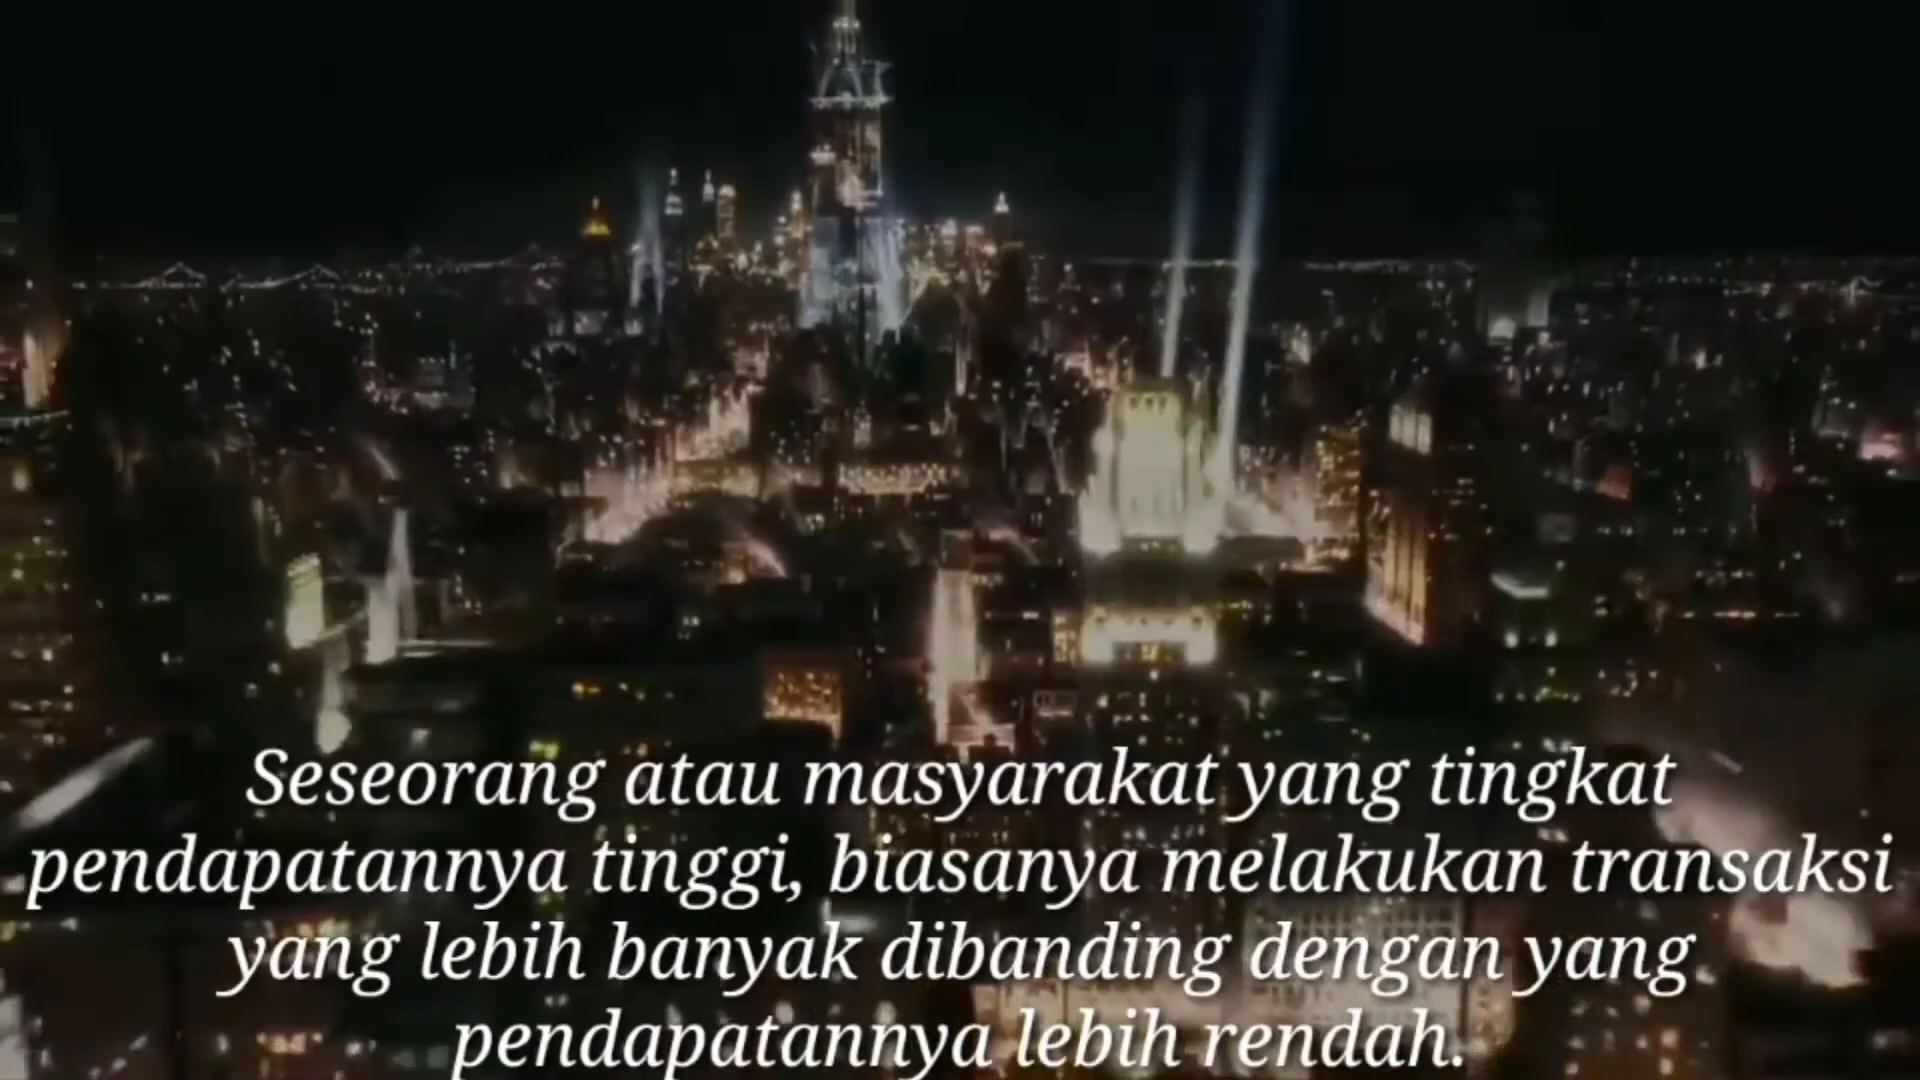 Seseorang atau masyarakat yang tingkat
pendapatannya tinggi, biasanya melakukan transaksi
yang lebih banyak dibanding dengan yang
pendapatannya lebih rendah.